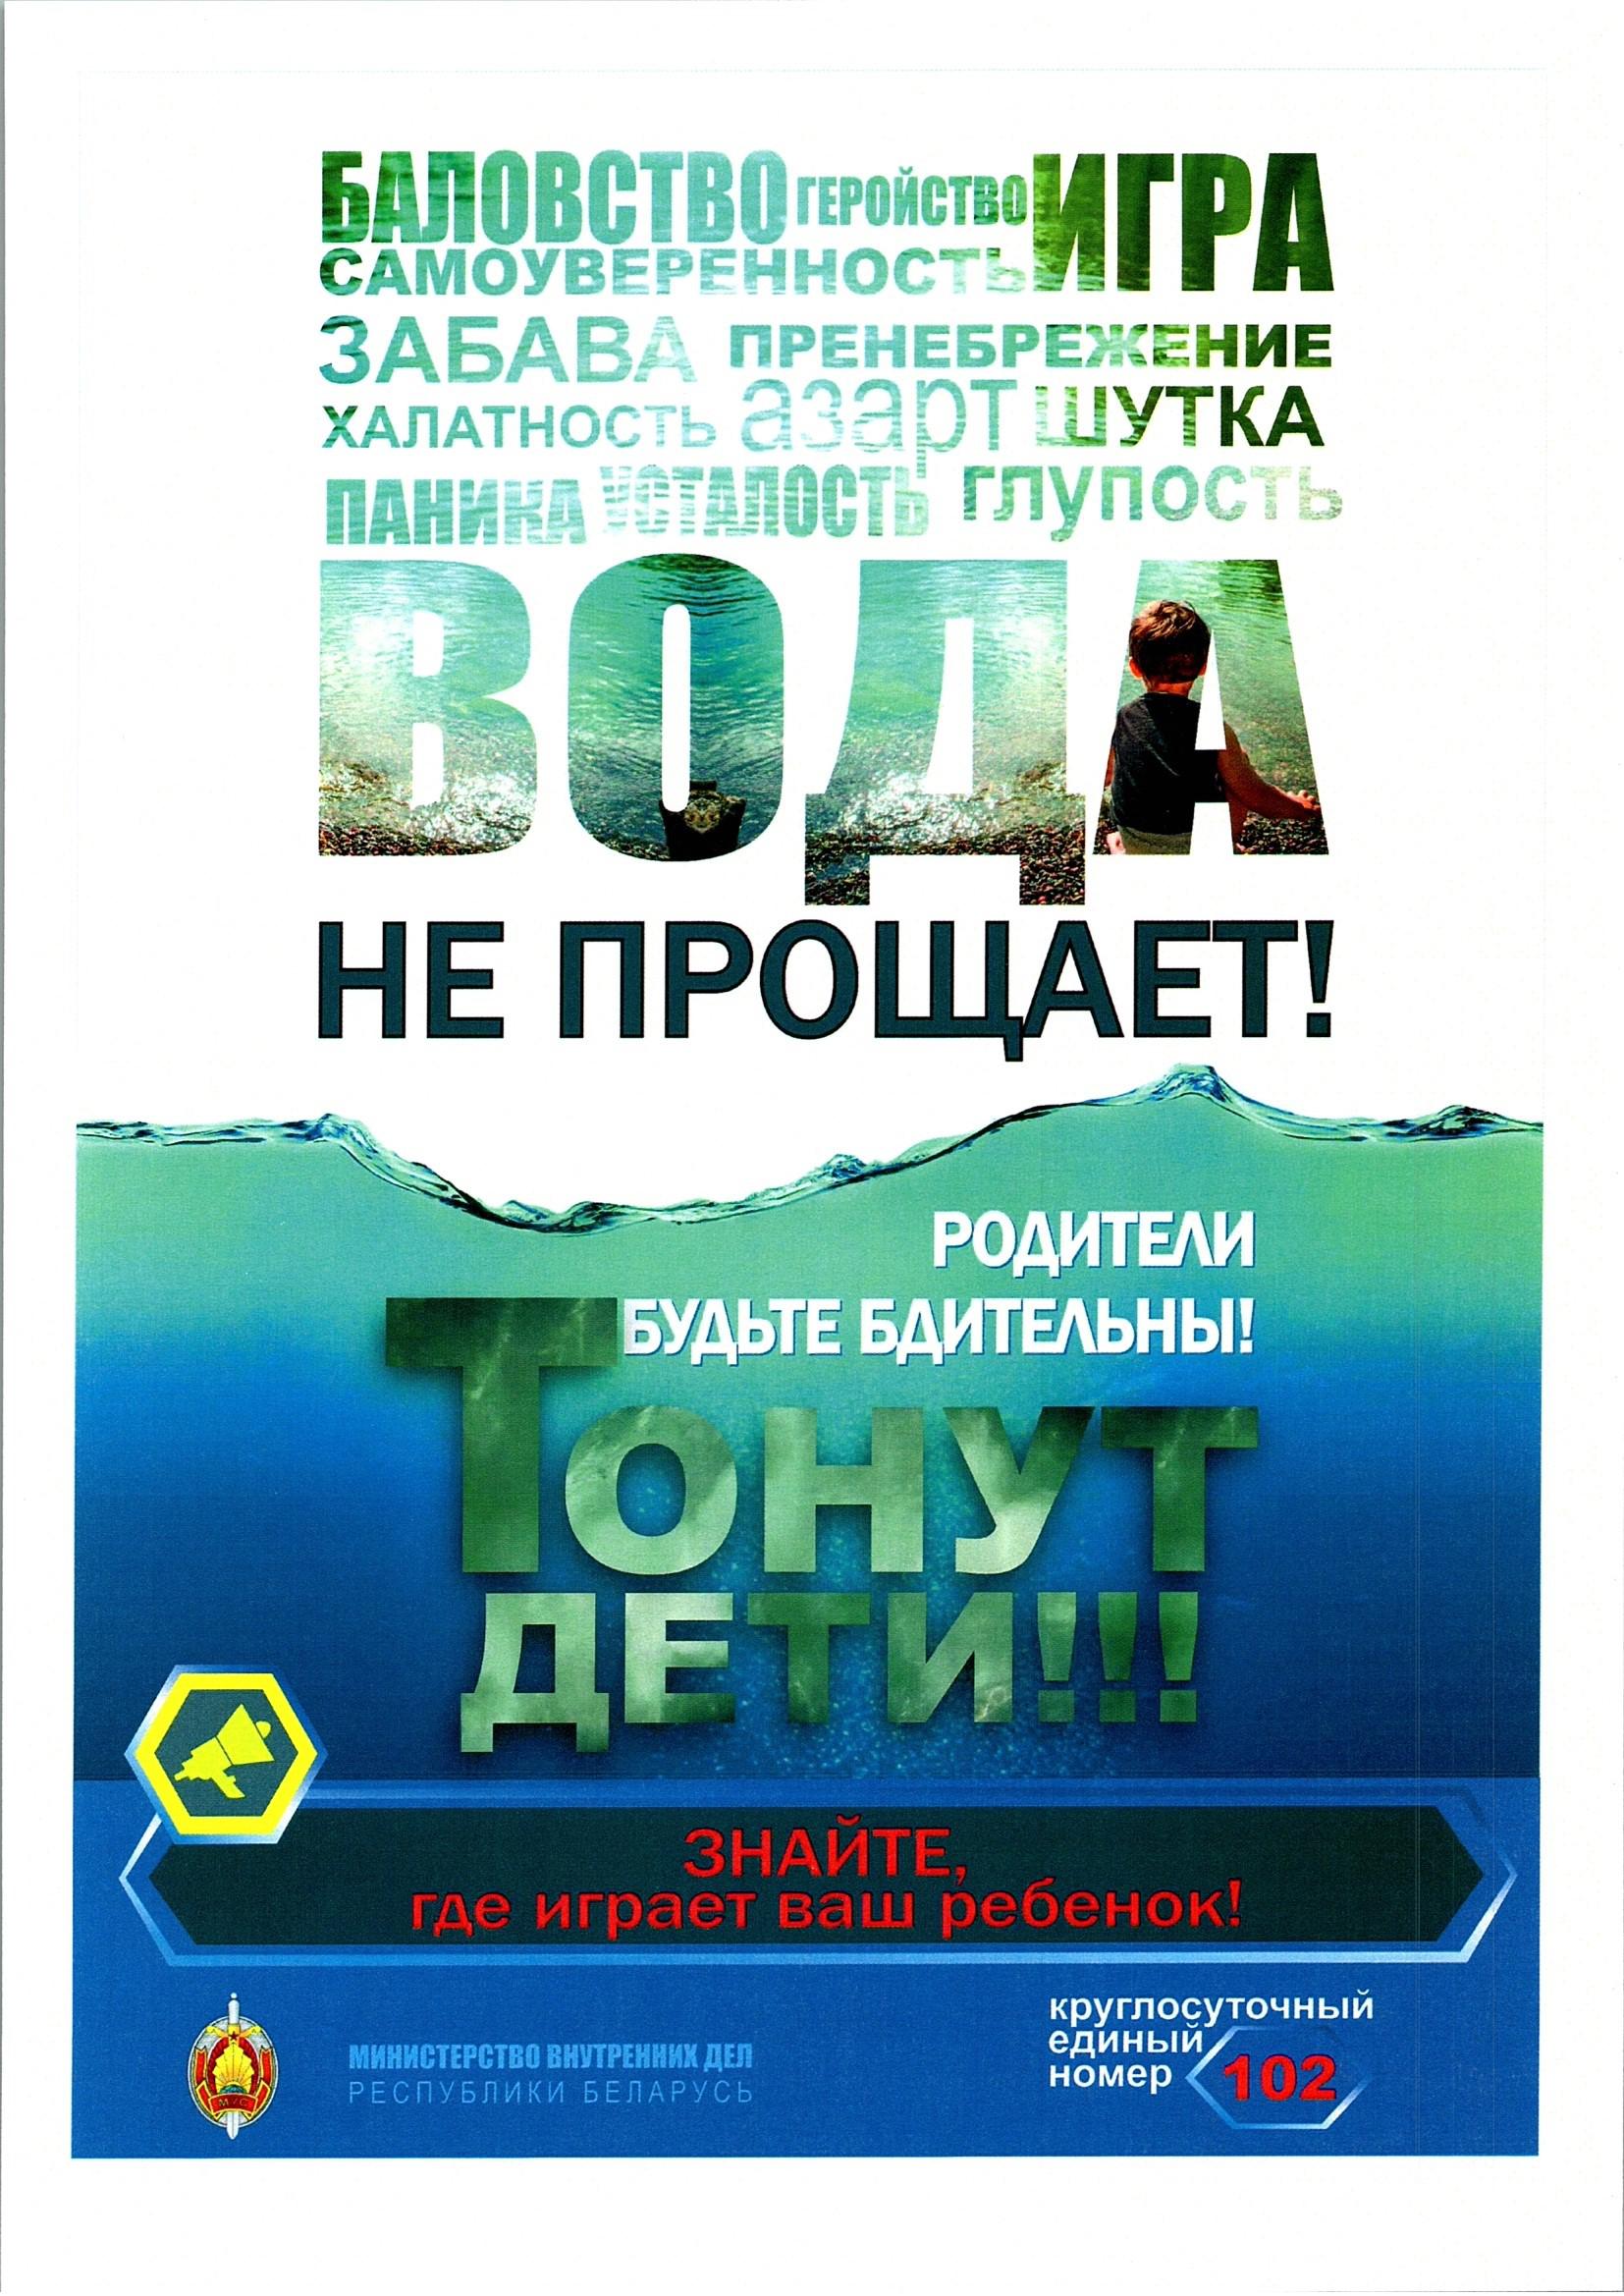 БАЛОВСТВО ГЕРОЙСТВО ИГРА
САМОУВЕРЕННОСТЬ
ЗАБАВА ПРЕНЕБРЕЖЕНИЕ
ХАЛАТНОСТЬ азарт ШУТКА
ПАНИКА УСТАЛОСТЬ глупость
ВОДА
НЕ ПРОЩАЕТ!
РОДИТЕЛИ
БУДЬТЕ БДИТЕЛЬНЫ!
Тонут
дети!!!
ЗНАЙТЕ,
где играет ваш ребенок!
МИНИСТЕРСТВО ВНУТРЕННИХ ДЕЛ
РЕСПУБЛИКИ БЕЛАРУСЬ
круглосуточный
единый
номер 102